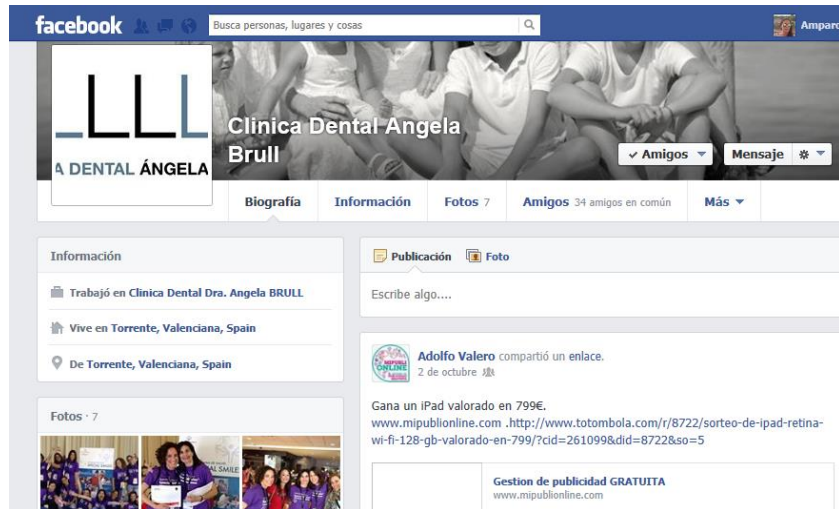 facebook
Busca personas, lugares y cosas
Amparo
LLL
A DENTAL ÁNGELA
Clinica Dental Angela
Brull
✓ Amigos
Mensaje
Biografía
Información
Fotos 7
Amigos 34 amigos en común
Más
Información
Trabajó en Clinica Dental Dra. Angela BRULL
Vive en Torrente, Valenciana, Spain
De Torrente, Valenciana, Spain
Fotos · 7
SMILE
Publicación
Foto
Escribe algo....
MIPUBLI
ONLINE
Adolfo Valero compartió un enlace.
2 de octubre
Gana un iPad valorado en 799€.
www.mipublionline.com .http://www.totombola.com/r/8722/sorteo-de-ipad-retina-
wi-fi-128-gb-valorado-en-799/?cid=261099&did=8722&so=5
Gestion de publicidad GRATUITA
www.mipublionline.com